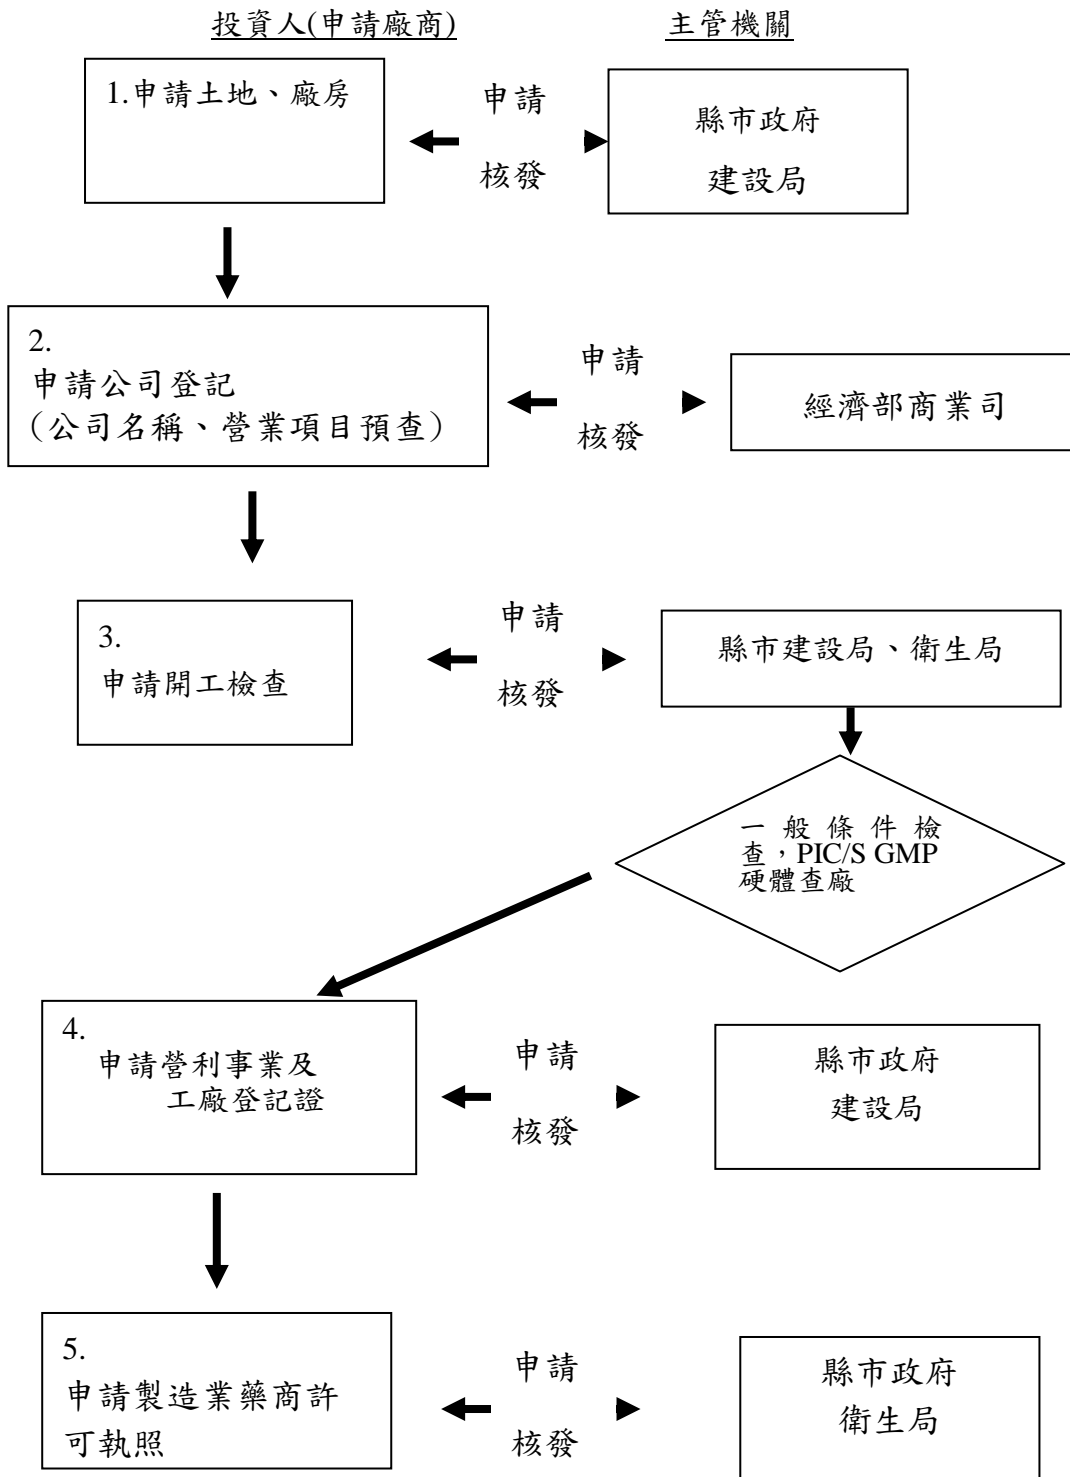 投資人(申請廠商)
主管機關
1.申請土地、廠房
申請
核發
縣市政府
建設局
2.
申請公司登記
（公司名稱、營業項目預查）
申請
核發
經濟部商業司
3.
申請開工檢查
申請
核發
縣市建設局、衛生局
一般條件檢
查，PIC/S GMP
硬體查廠
4.
申請營利事業及
工廠登記證
申請
核發
縣市政府
建設局
5.
申請製造業藥商許
可執照
申請
核發
縣市政府
衛生局